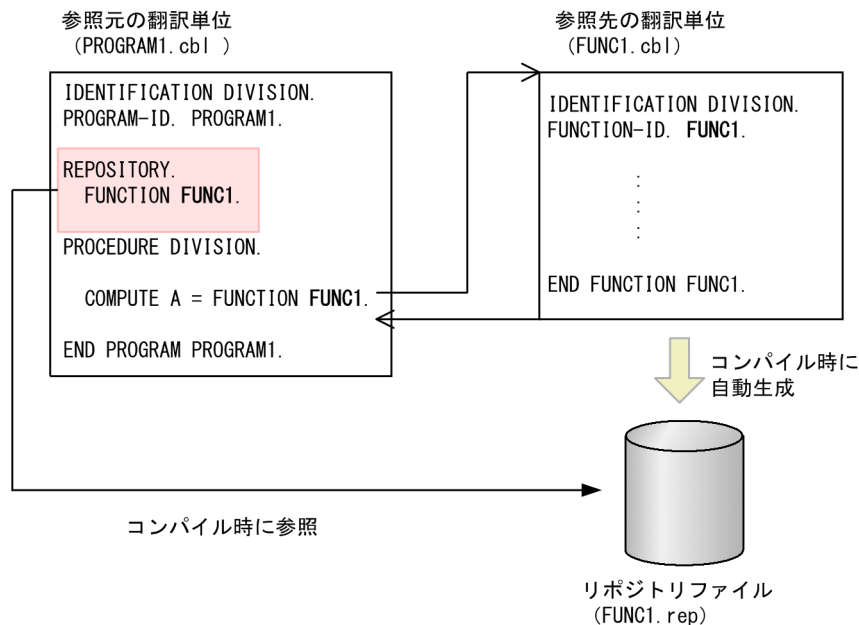 参照元の翻訳単位
（PROGRAM1.cbl ）
IDENTIFICATION DIVISION.
PROGRAM-ID. PROGRAM1.
REPOSITORY.
FUNCTION FUNC1.
PROCEDURE DIVISION.
COMPUTE A = FUNCTION FUNC1.
END PROGRAM PROGRAM1.
参照先の翻訳単位
（FUNC1.cbl）
IDENTIFICATION DIVISION.
FUNCTION-ID. FUNC1.
:
:
:
END FUNCTION FUNC1.
コンパイル時に
自動生成
コンパイル時に参照
リポジトリファイル
（FUNC1.rep）